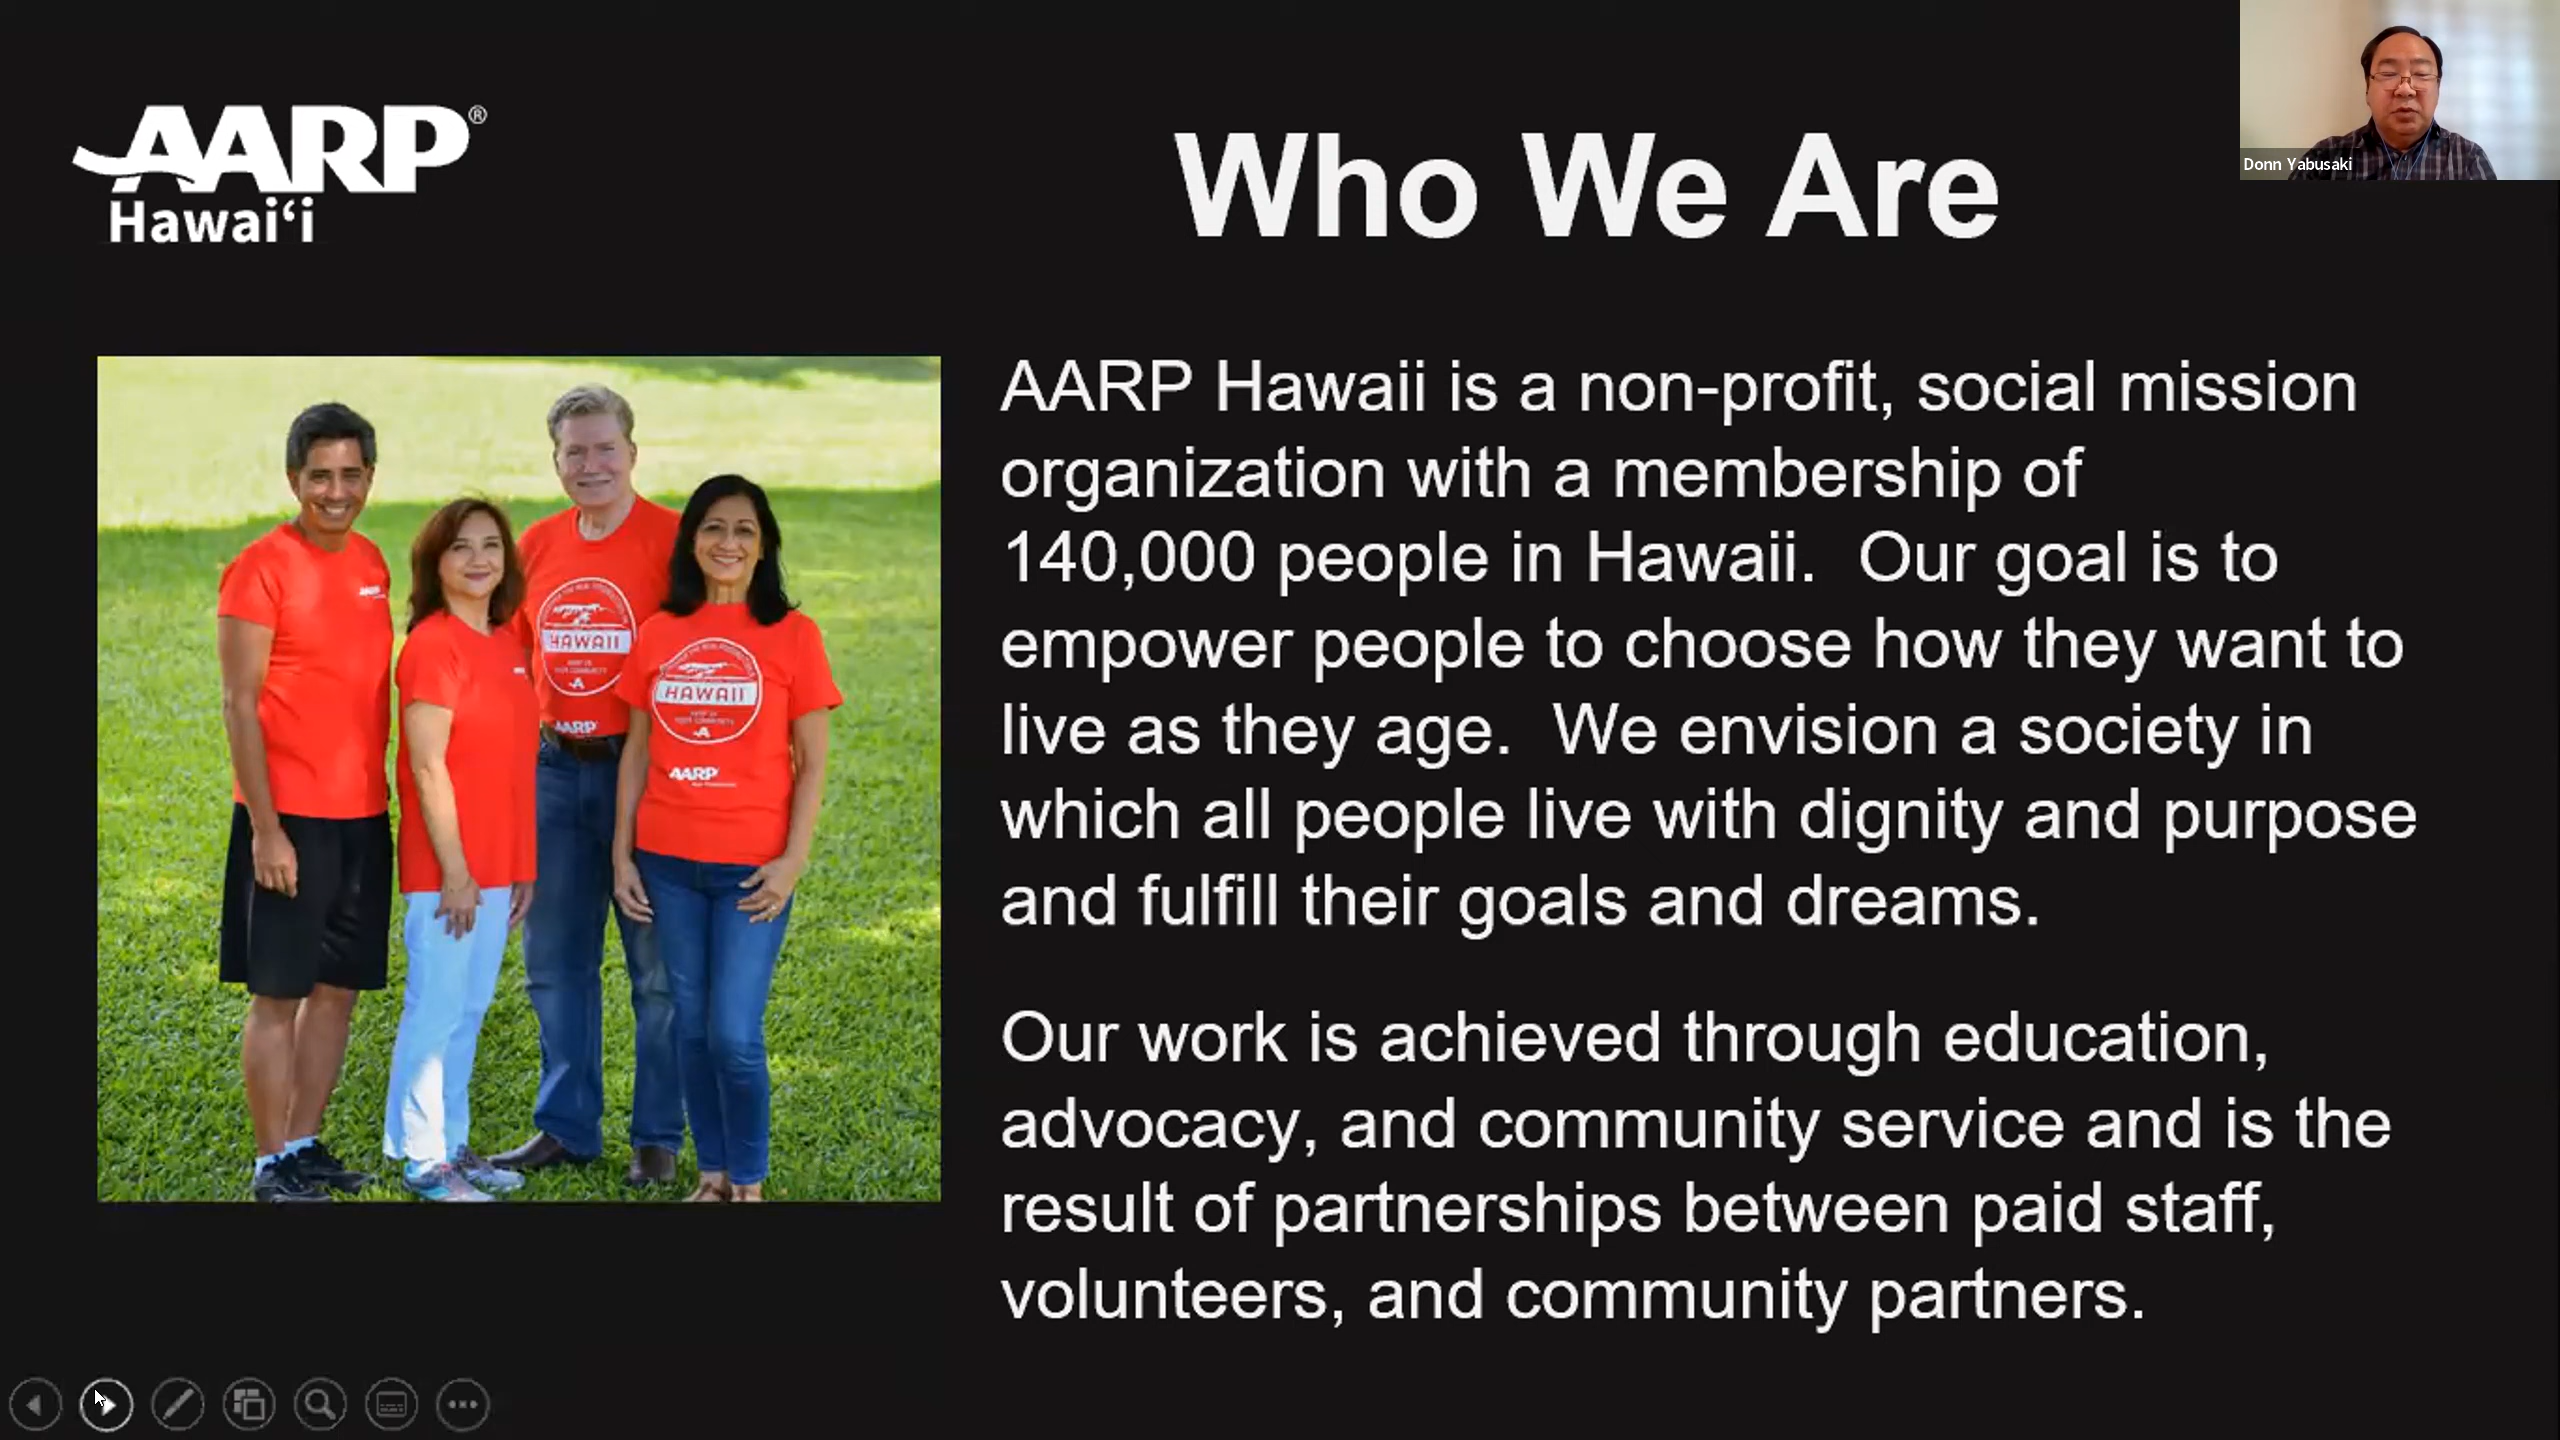 AARP®
Hawaiʻi
Who We Are
Donn Yabusaki
AARP Hawaii is a non-profit, social mission
organization with a membership of
140,000 people in Hawaii.  Our goal is to
empower people to choose how they want to
live as they age.  We envision a society in
which all people live with dignity and purpose
and fulfill their goals and dreams.
Our work is achieved through education,
advocacy, and community service and is the
result of partnerships between paid staff,
volunteers, and community partners.
AARP
HAWAII
AARP
HAWAII
AARP